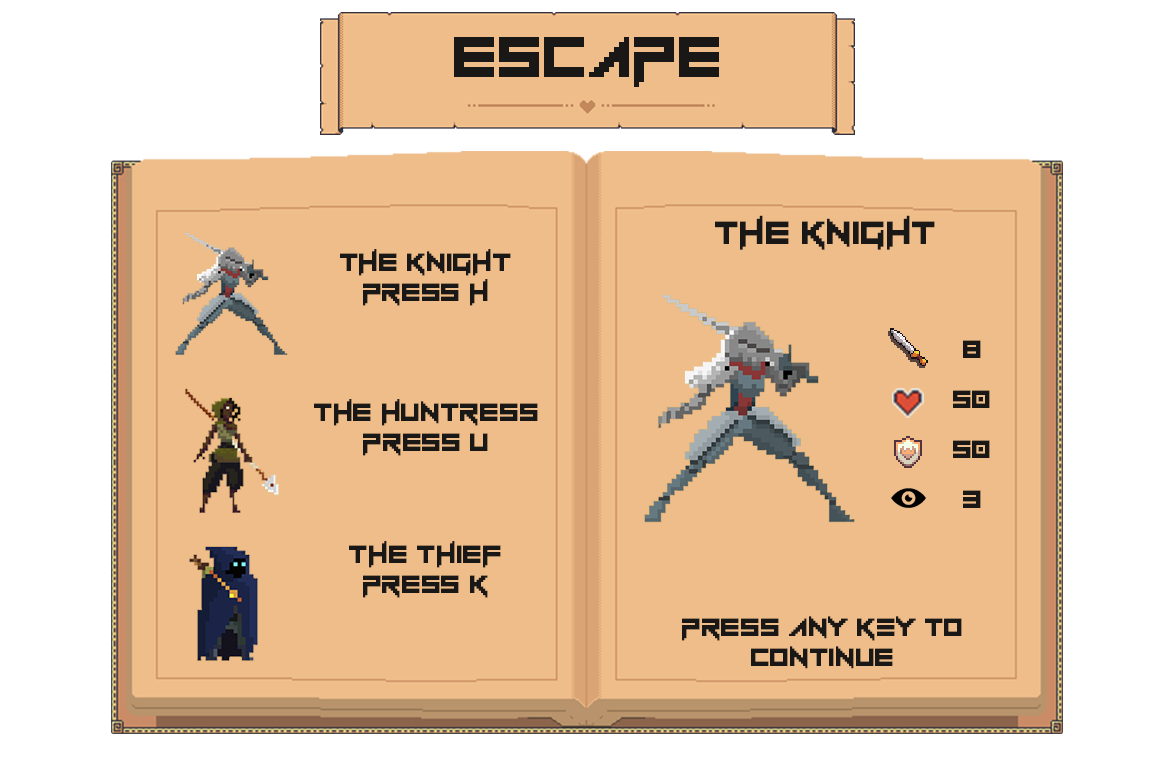 ESCAPE
THE KNIGHT
PRESS H
THE HUNTRESS
PRESS U
THE THIEF
PRESS K
THE KNIGHT
8
50
50
3
PRESS ANY KEY TO
CONTINUE